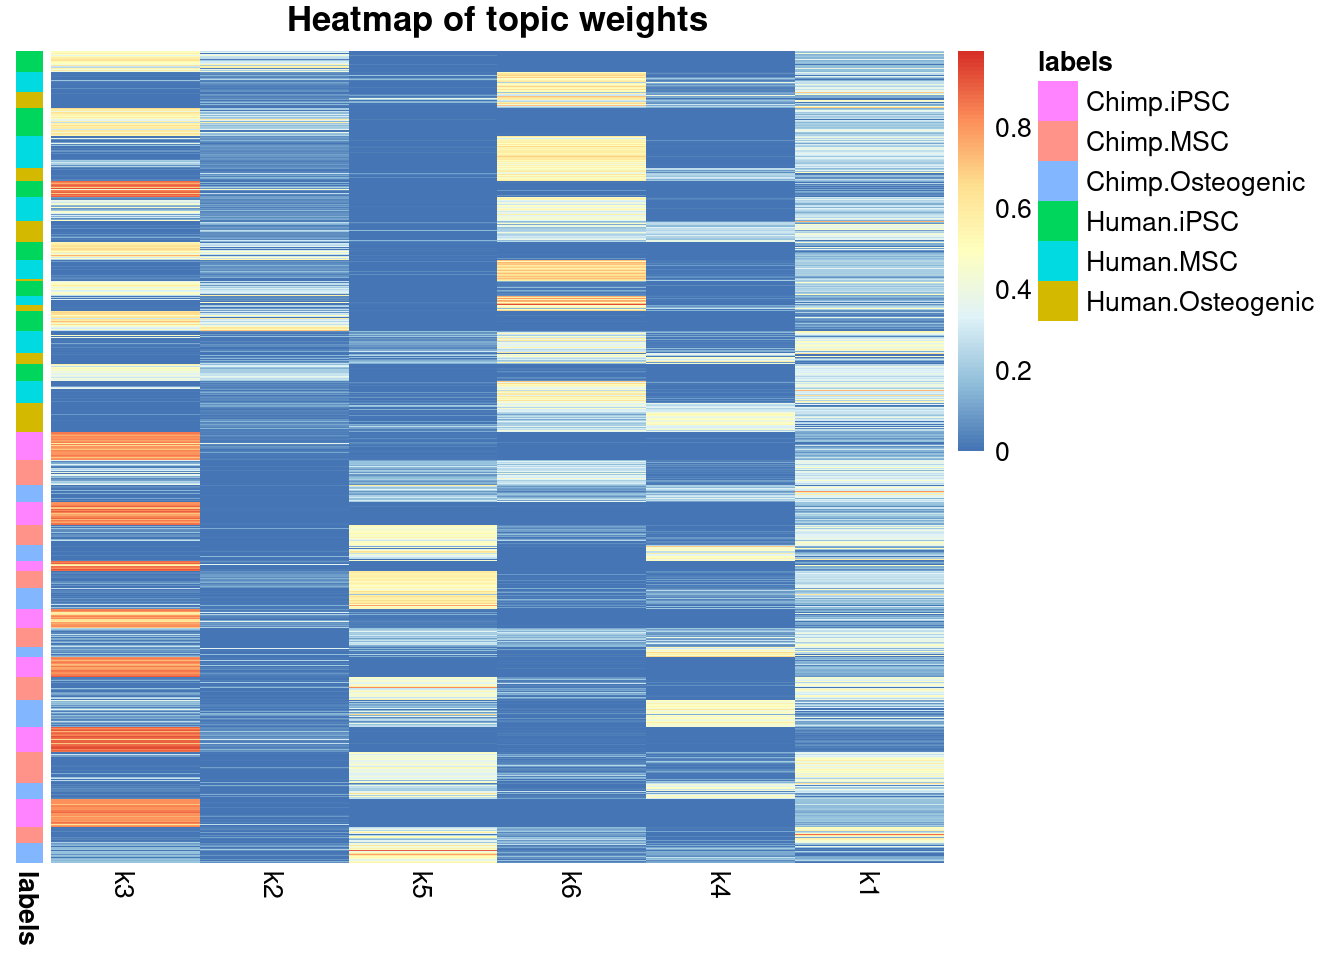 Heatmap of topic weights
labels
Chimp.iPSC
Chimp.MSC
Chimp.Osteogenic
Human.iPSC
Human.MSC
Human.Osteogenic
0.8
0.6
0.4
0.2
0
labels
k3
k2
k5
k6
k4
k1